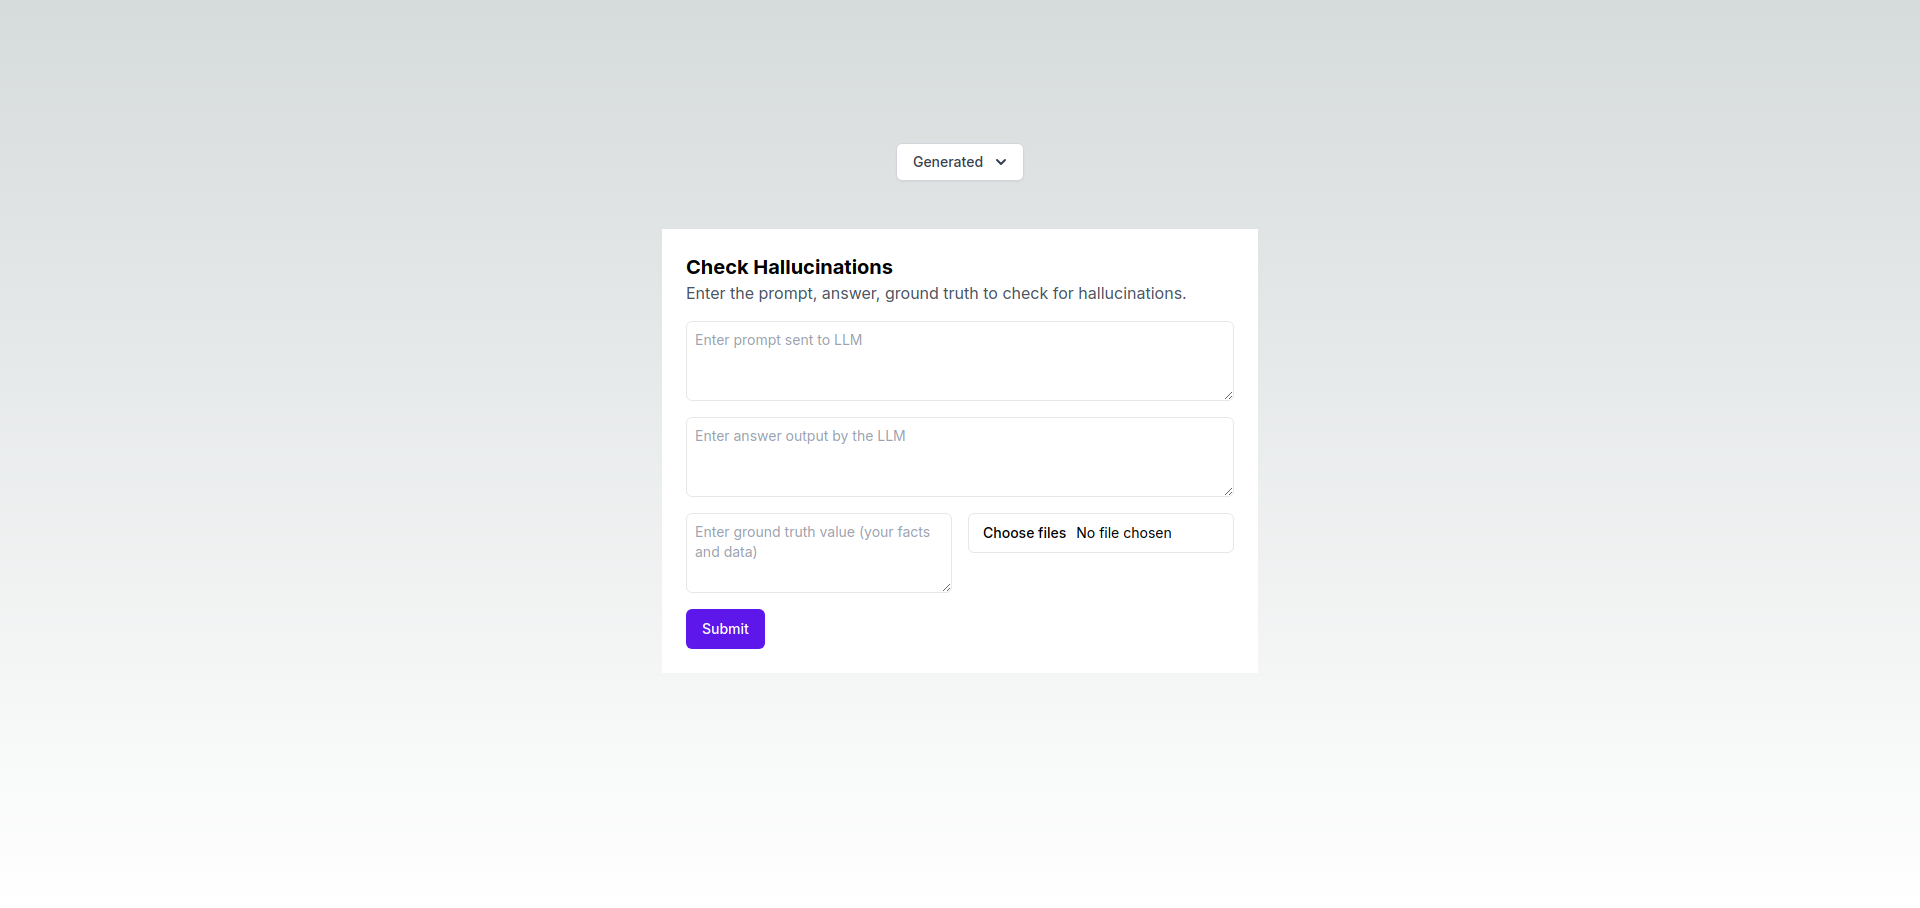 Generated
Check Hallucinations
Enter the prompt, answer, ground truth to check for hallucinations.
Enter prompt sent to LLM
Enter answer output by the LLM
Enter ground truth value (your facts
and data)
Choose files No file chosen
Submit